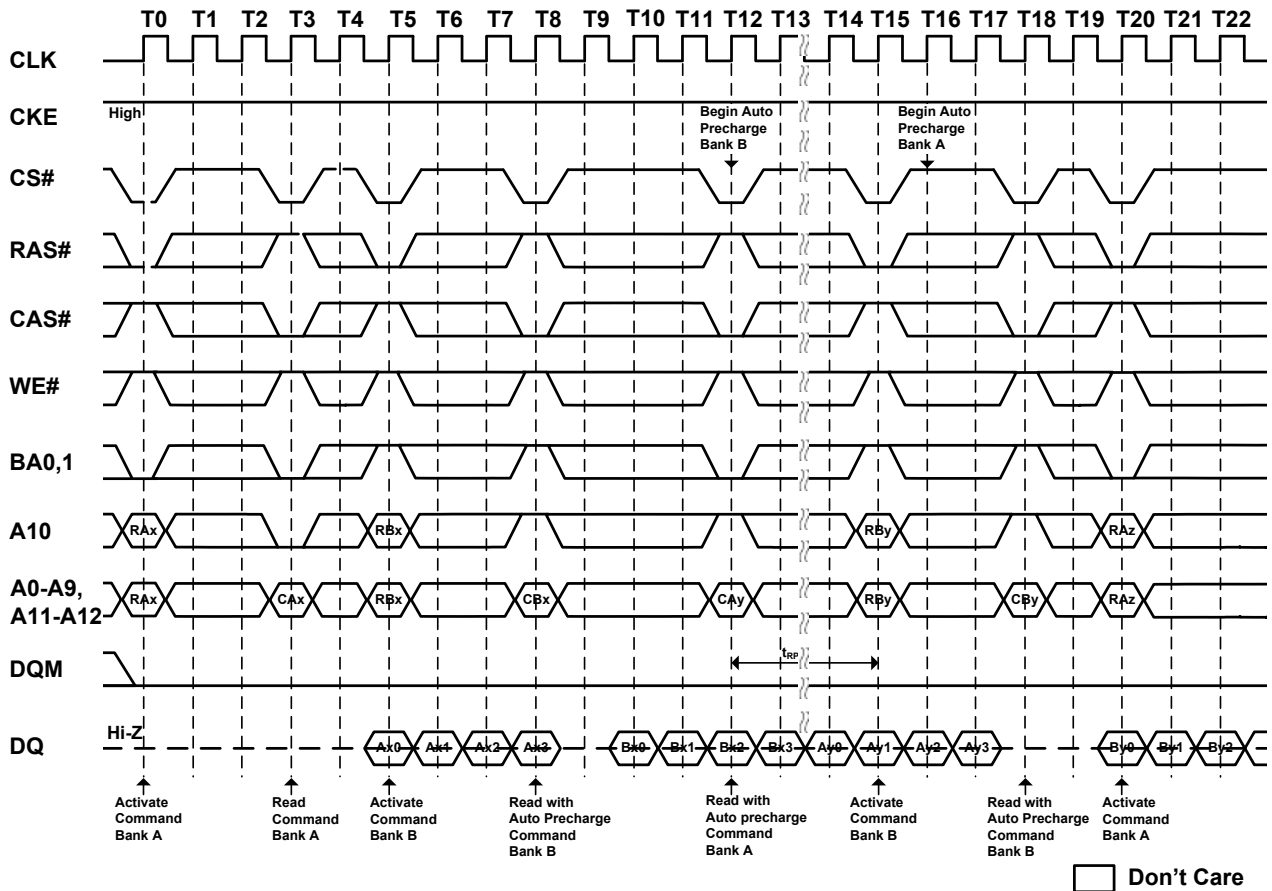 T0 T1 T2 T3 T4 T5 T6 T7 T8 T9 T10 T11 T12 T13 T14 T15 T16 T17 T18 T19 T20 T21 T22
CLK
CKE
High
Begin Auto
Precharge
Bank B
Begin Auto
Precharge
Bank A
CS#
RAS#
CAS#
WE#
BA0,1
A10
RAx RBx RBy RAz
A0-A9,
A11-A12
RAx CAx RBx CBx CAy RBy CBy RAz
DQM
tRP
DQ
Hi-Z
Ax0 Ax1 Ax2 Ax3 Bx0 Bx1 Bx2 Bx3 Ay0 Ay1 Ay2 Ay3 By0 By1 By2
Activate
Command
Bank A
Read
Command
Bank A
Activate
Command
Bank B
Read with
Auto Precharge
Command
Bank B
Read with
Auto precharge
Command
Bank A
Activate
Command
Bank B
Read with
Auto Precharge
Command
Bank B
Activate
Command
Bank A
Don't Care